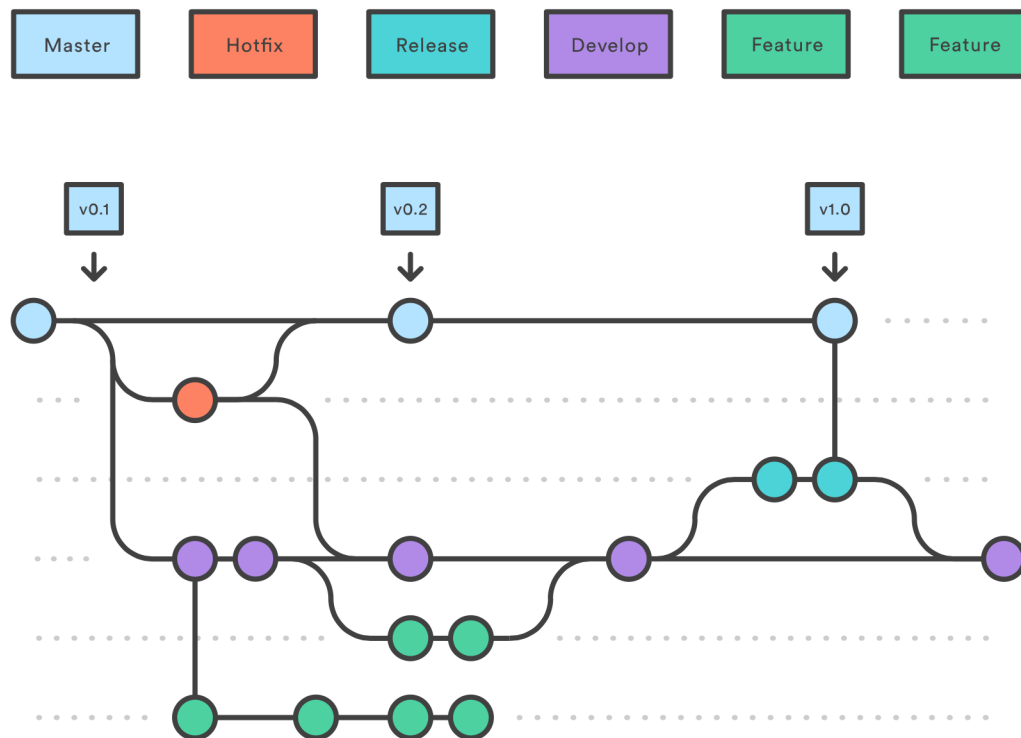 Master
Hotfix
Release
Develop
Feature
Feature
v0.1
v0.2
v1.0